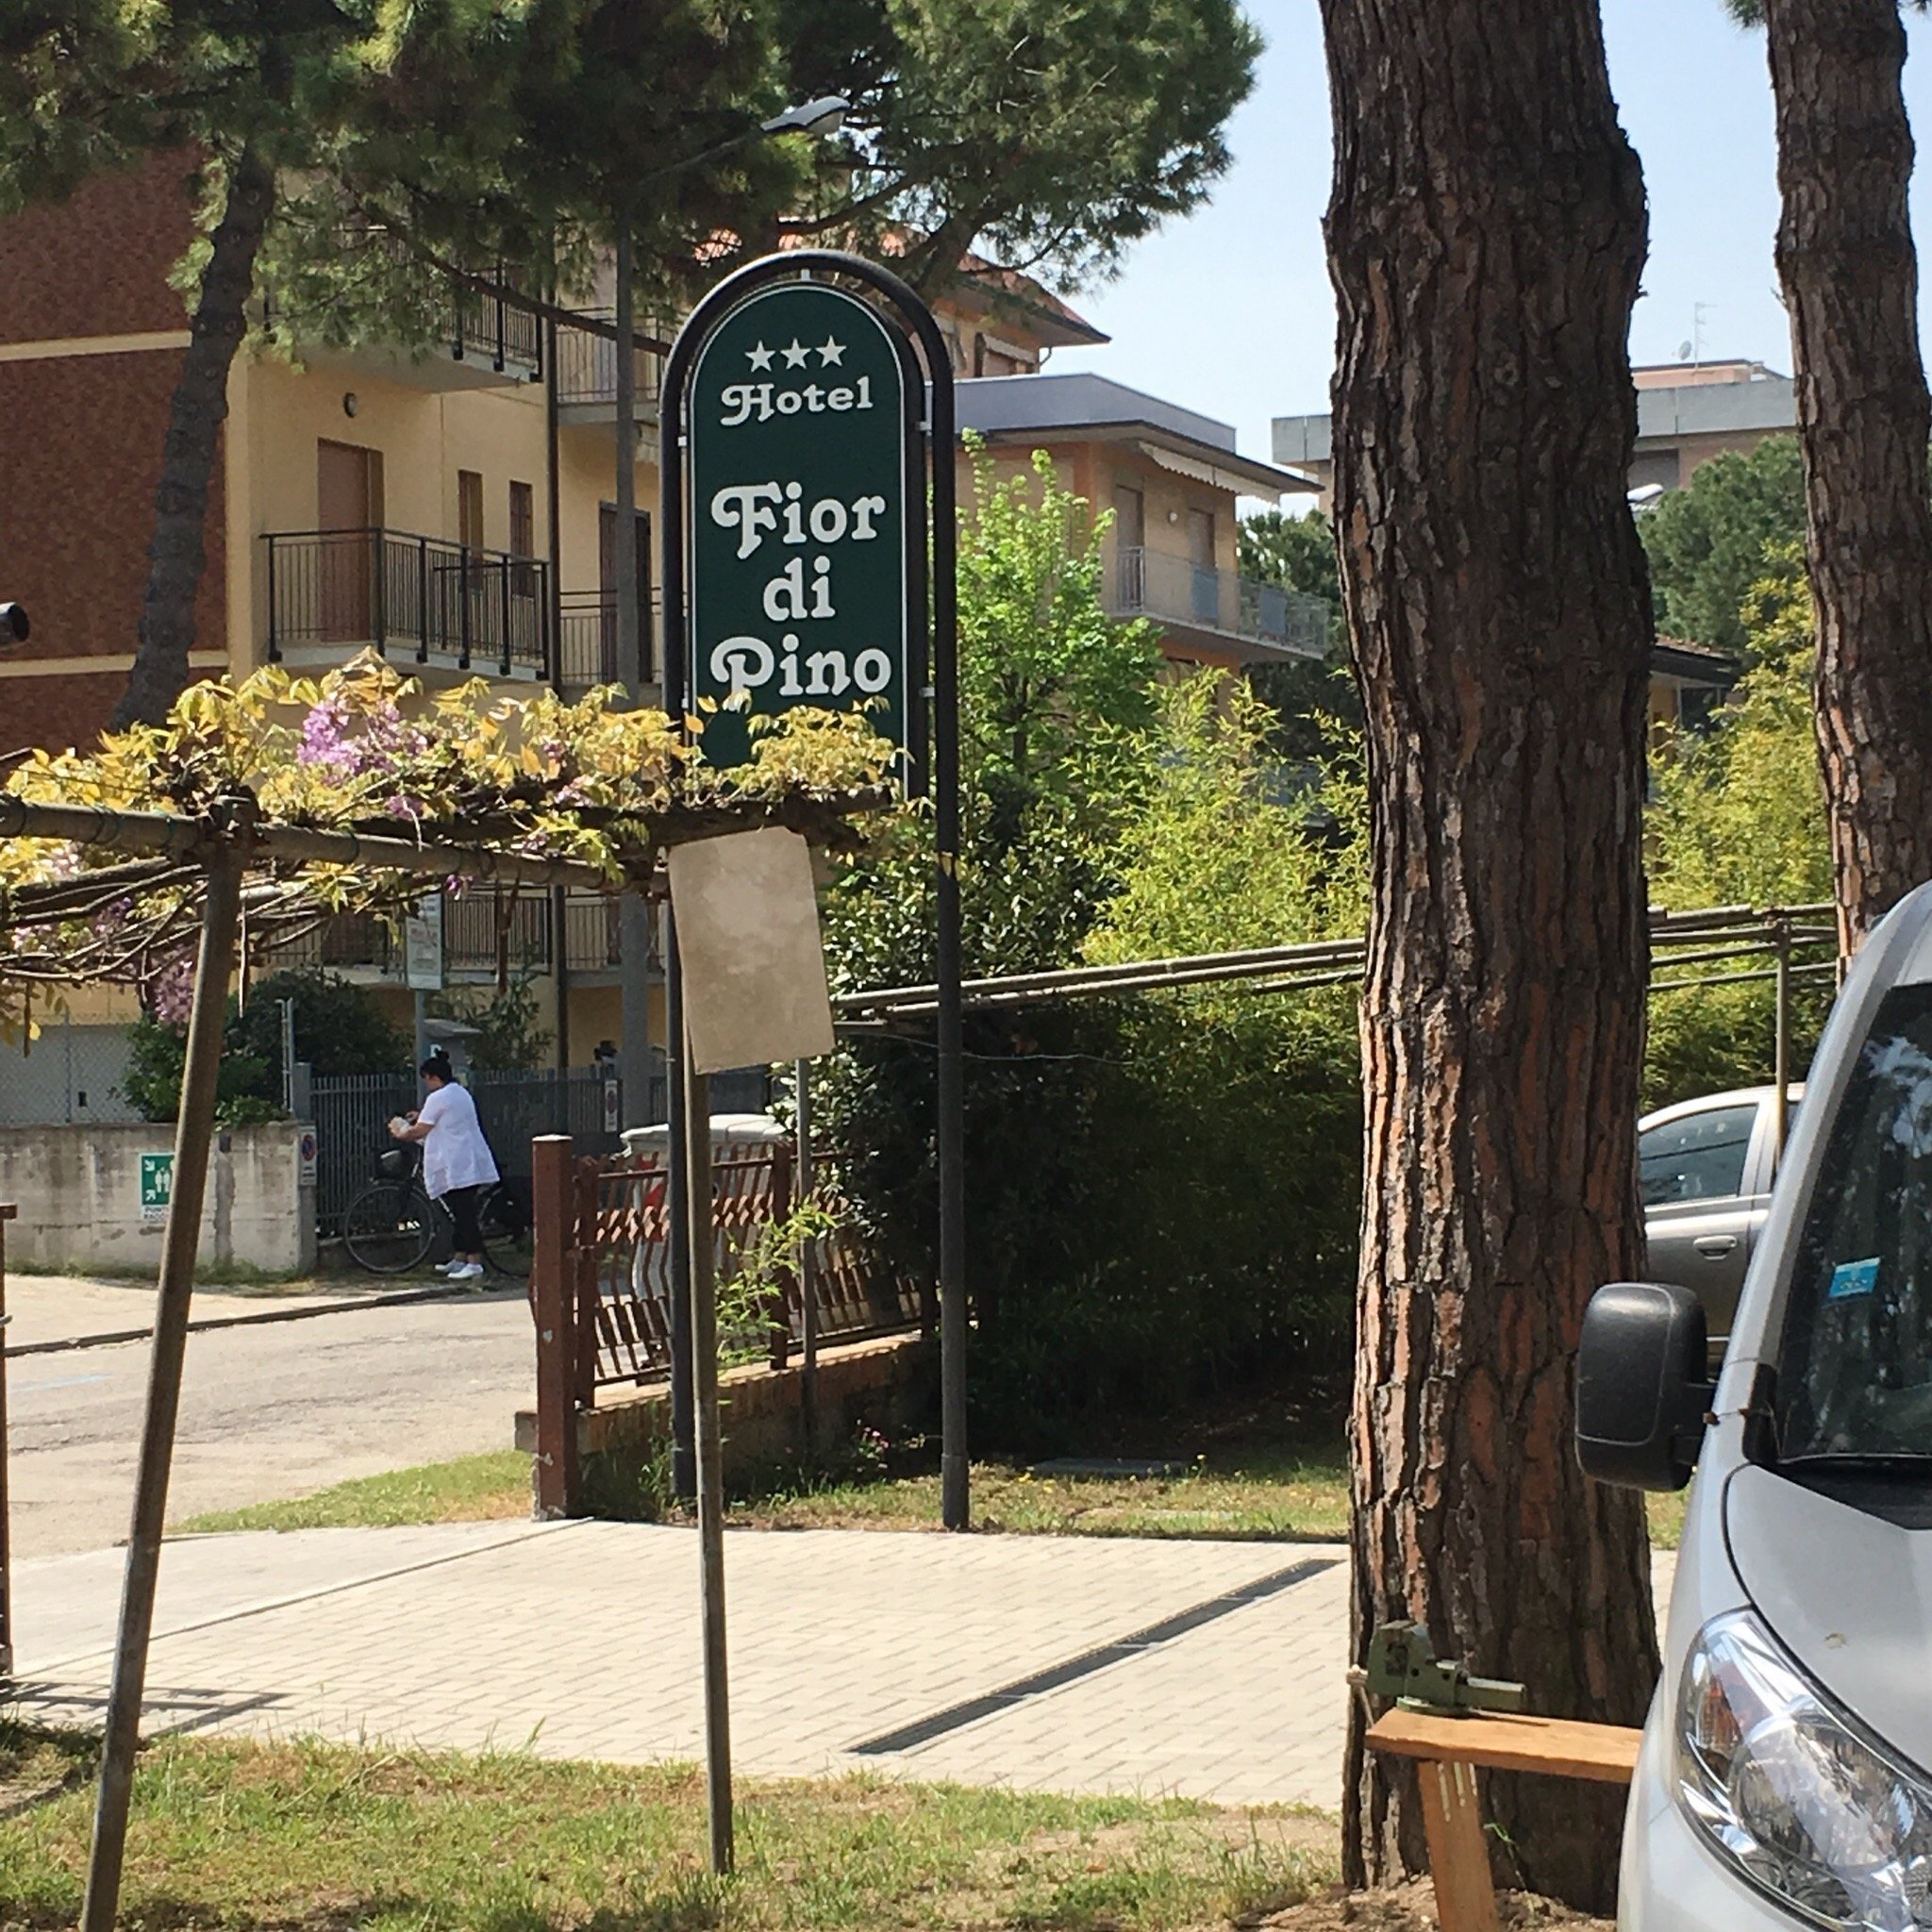 ★★★
Hotel
Fior
di
Pino